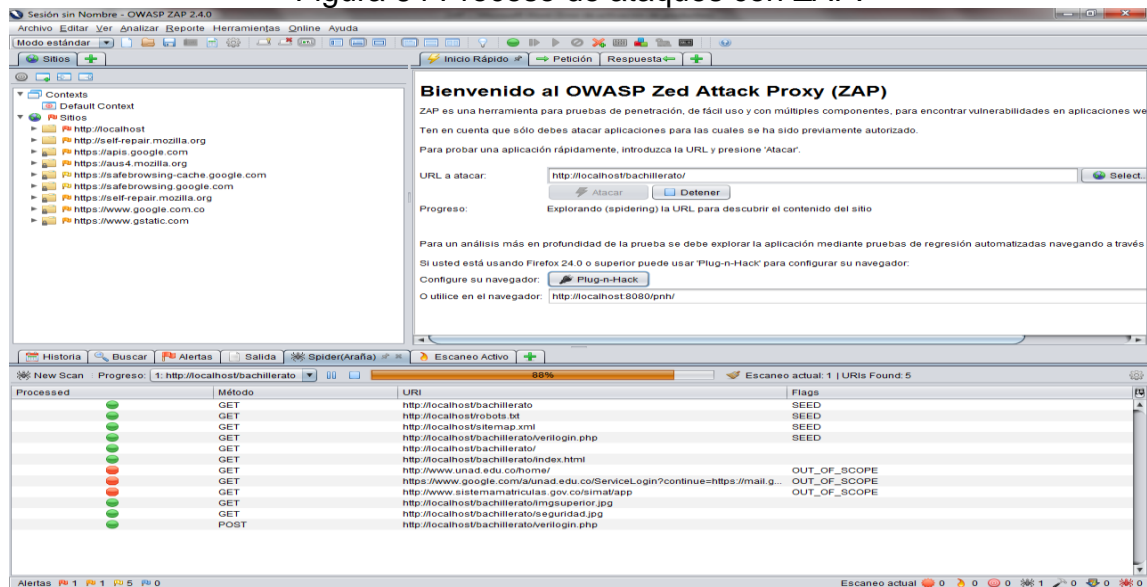 Sesión sin Nombre - OWASP ZAP 2.4.0
Archivo Editar Ver Analizar Reporte Herramientas Online Ayuda
Modo estándar
Sitios
Inicio Rápido Petición Respuesta
Contexts
Default Context
Sitios
http://localhost
http://self-repair.mozilla.org
https://apis.google.com
https://aus4.mozilla.org
https://safebrowsing-cache.google.com
https://safebrowsing.google.com
https://self-repair.mozilla.org
https://www.google.com.co
https://www.gstatic.com
Bienvenido al OWASP Zed Attack Proxy (ZAP)
ZAP es una herramienta para pruebas de penetración, de fácil uso y con múltiples componentes, para encontrar vulnerabilidades en aplicaciones we
Ten en cuenta que sólo debes atacar aplicaciones para las cuales se ha sido previamente autorizado.
Para probar una aplicación rápidamente, introduzca la URL y presione 'Atacar'.
URL a atacar: http://localhost/bachillerato/ Select..
Atacar Detener
Progreso: Explorando (spidering) la URL para descubrir el contenido del sitio
Para un análisis más en profundidad de la prueba se debe explorar la aplicación mediante pruebas de regresión automatizadas navegando a través
Si usted está usando Firefox 24.0 o superior puede usar 'Plug-n-Hack' para configurar su navegador:
Configure su navegador: Plug-n-Hack
O utilice en el navegador: http://localhost:8080/pnh/
Historia Buscar Alertas Salida Spider(Araña) Escaneo Activo
New Scan Progreso: 1: http://localhost/bachillerato 88% Escaneo actual: 1 | URIs Found: 5
Processed Método URI Flags
GET http://localhost/bachillerato SEED
GET http://localhost/robots.txt SEED
GET http://localhost/sitemap.xml SEED
GET http://localhost/bachillerato/verilogin.php SEED
GET http://localhost/bachillerato/
GET http://localhost/bachillerato/index.html
GET http://www.unad.edu.co/home/ OUT_OF_SCOPE
GET https://www.google.com/a/unad.edu.co/ServiceLogin?continue=https://mail.g... OUT_OF_SCOPE
GET http://www.sistemamatriculas.gov.co/simat/app OUT_OF_SCOPE
GET http://localhost/bachillerato/imgsuperior.jpg
GET http://localhost/bachillerato/seguridad.jpg
POST http://localhost/bachillerato/verilogin.php
Alertas 1 1 5 0 Escaneo actual 0 0 0 1 0 0 0